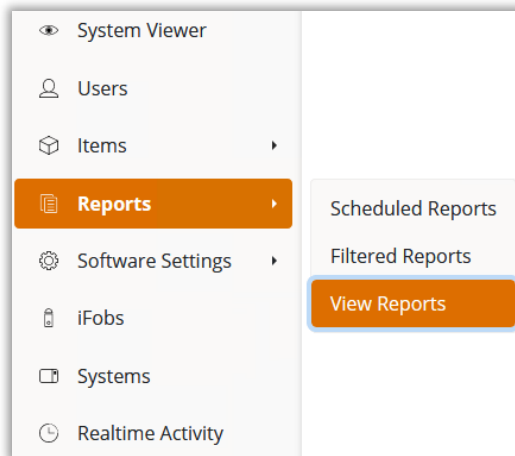 System Viewer
Users
Items
Reports
Scheduled Reports
Filtered Reports
View Reports
Software Settings
iFobs
Systems
Realtime Activity